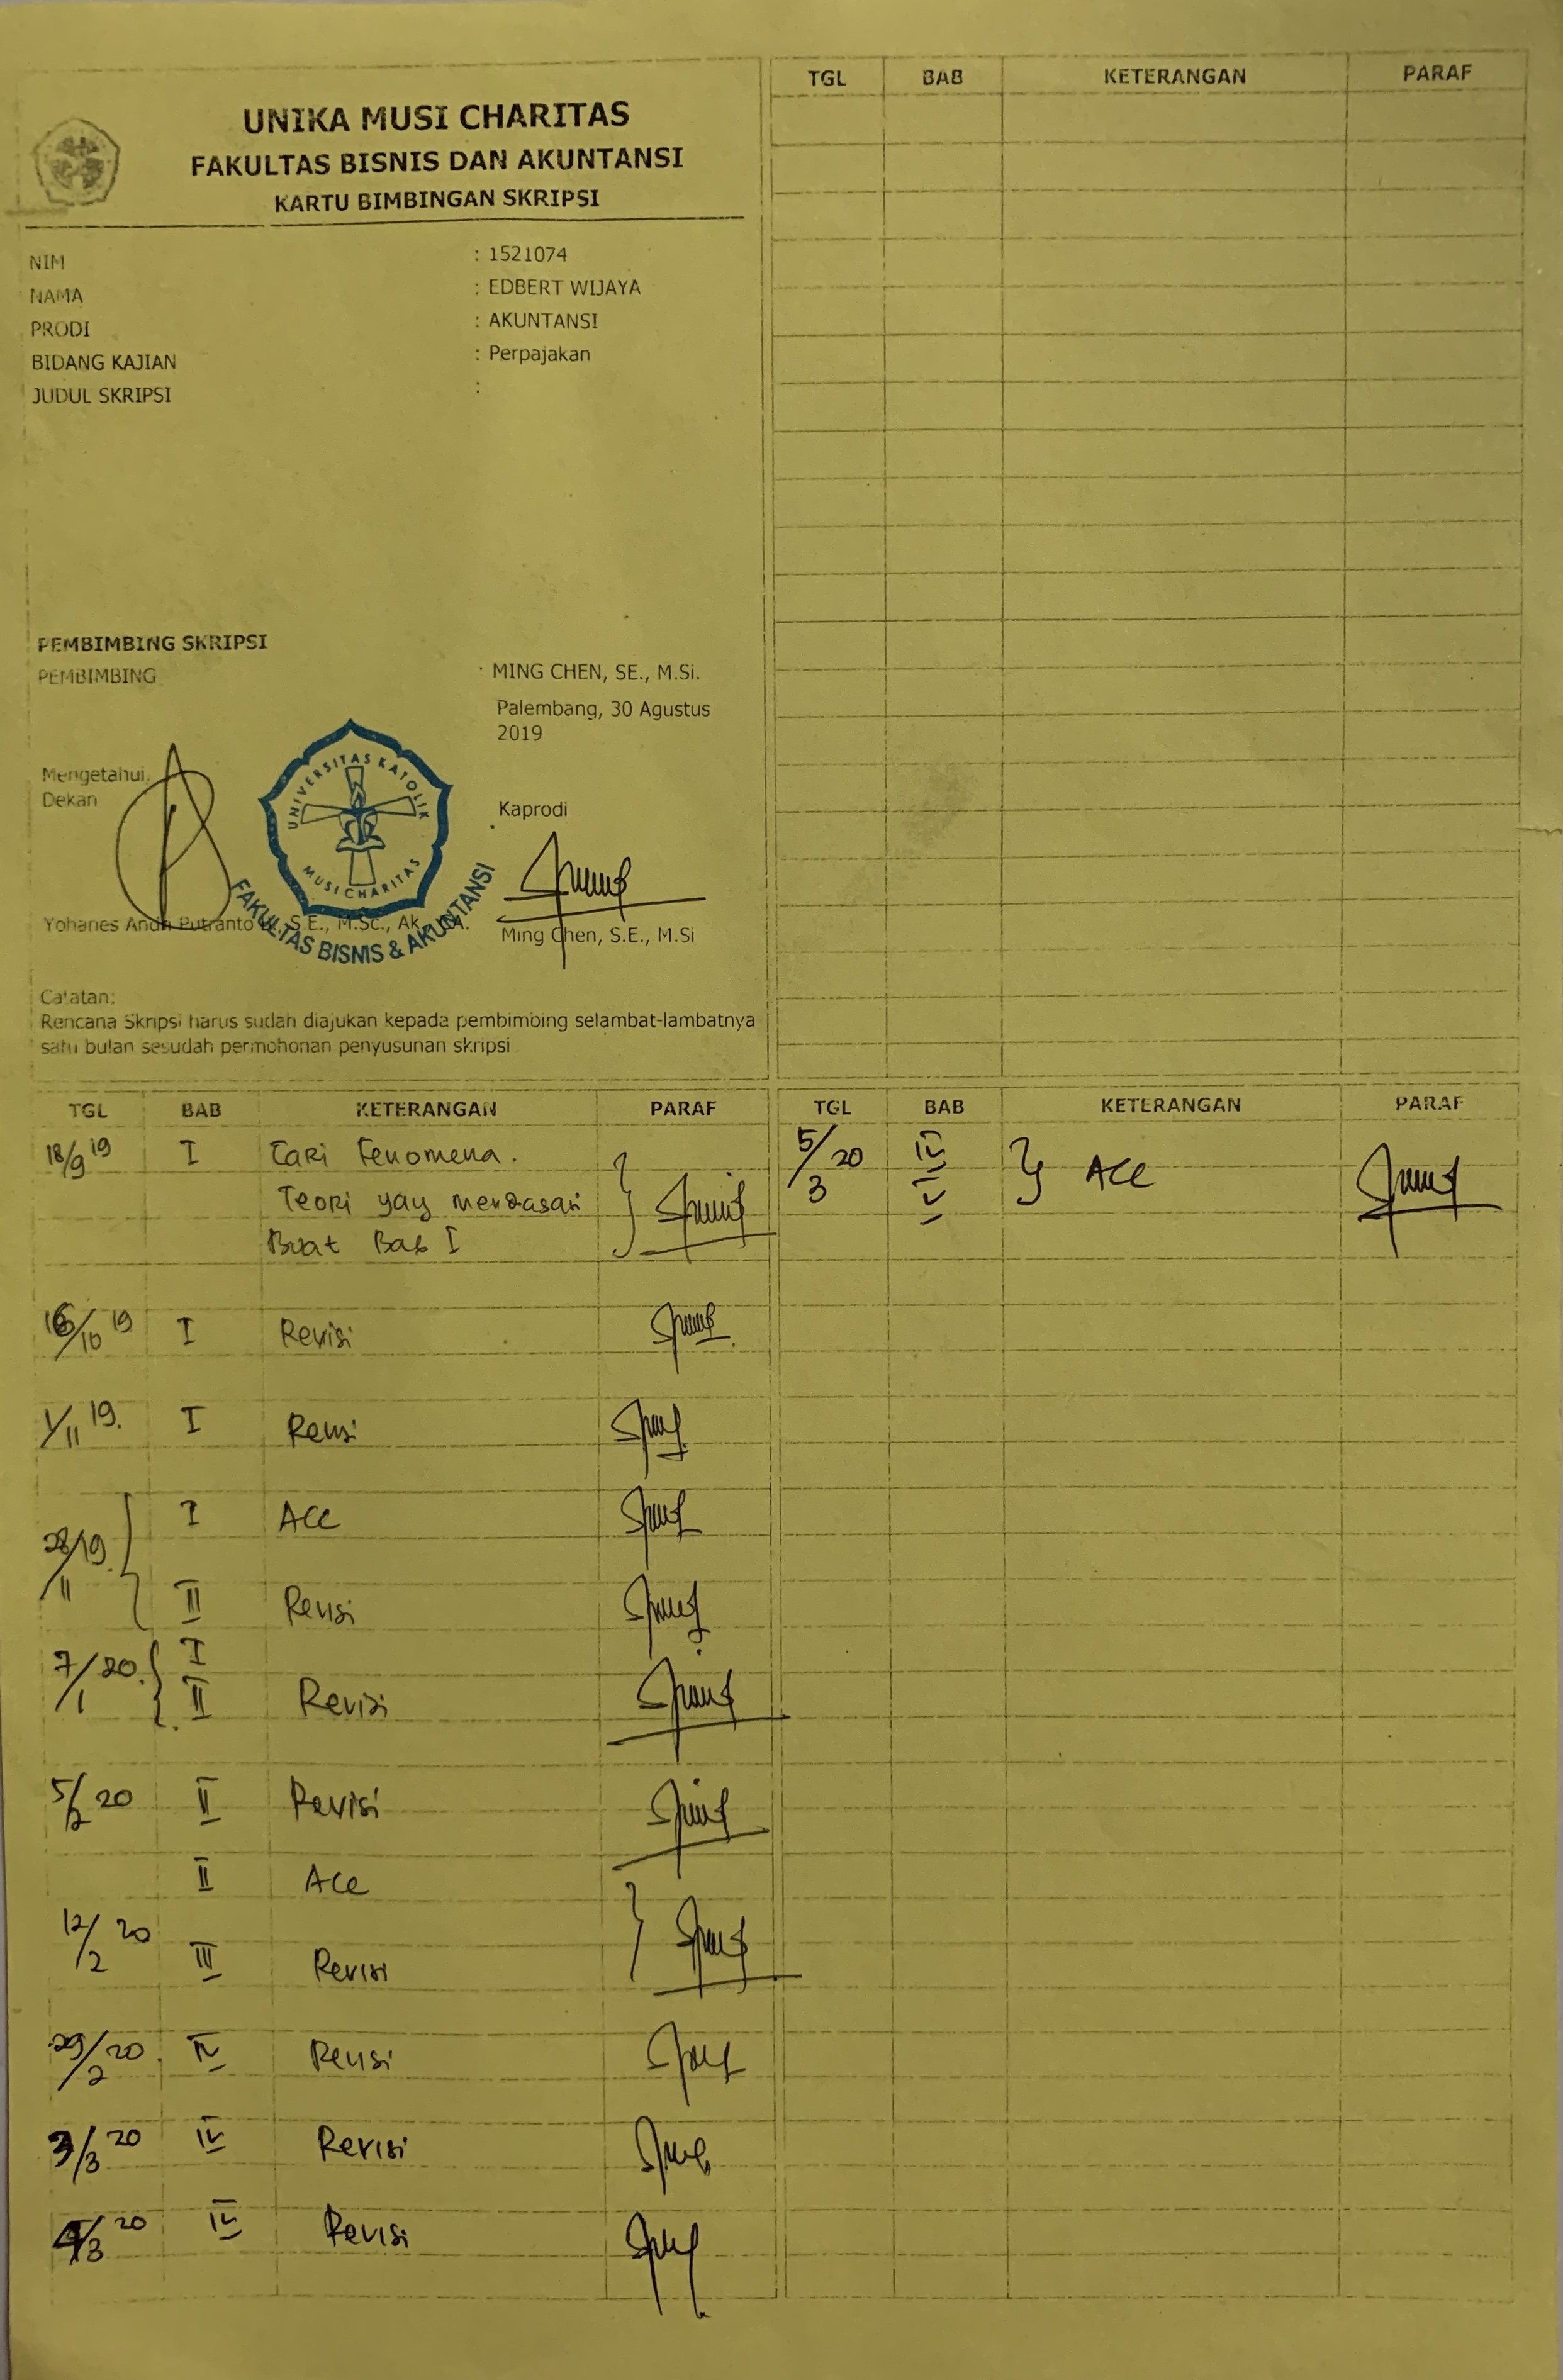 UNIKA MUSI CHARITAS
FAKULTAS BISNIS DAN AKUNTANSI
KARTU BIMBINGAN SKRIPSI
NIM : 1521074
NAMA : EDBERT WIJAYA
PRODI : AKUNTANSI
BIDANG KAJIAN : Perpajakan
JUDUL SKRIPSI :
PEMBIMBING SKRIPSI
PEMBIMBING : MING CHEN, SE., M.Si.
Palembang, 30 Agustus
2019
Mengetahui,
Dekan
Kaprodi
UNIVERSITAS KATOLIK
MUSI CHARITAS
FAKULTAS BISNIS & AKUNTANSI
Yohanes Andri Putranto S.E., M.Sc., Ak.
Ming Chen, S.E., M.Si
Catatan:
Rencana Skripsi harus sudah diajukan kepada pembimbing selambat-lambatnya
satu bulan sesudah permohonan penyusunan skripsi
TGL BAB KETERANGAN PARAF
18/9 19 I Cari Fenomena.
Teori yay mendasari
Buat Bab I
16/10 19 I Revisi
1/11 19. I Revisi
28/11 19. I ACC
II Revisi
7/1 20. I
II Revisi
5/2 20 II Revisi
II Acc
12/2 20
III Revisi
29/2 20. IV Revisi
3/3 20 IV Revisi
4/3 20 IV Revisi
TGL BAB KETERANGAN PARAF
TGL BAB KETERANGAN PARAF
5/3 20 IV
V ACC